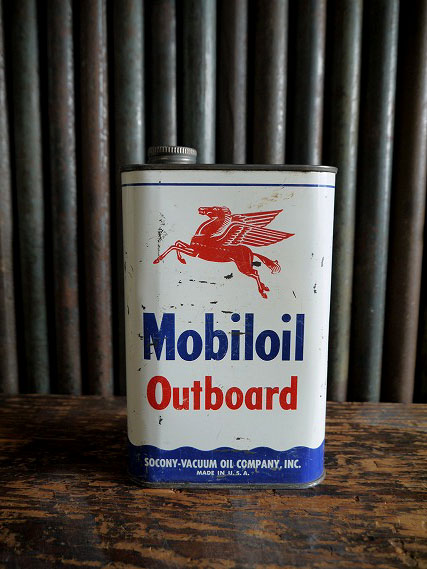 Mobiloil
Outboard
SOCONY-VACUUM OIL COMPANY, INC.
MADE IN U.S.A.